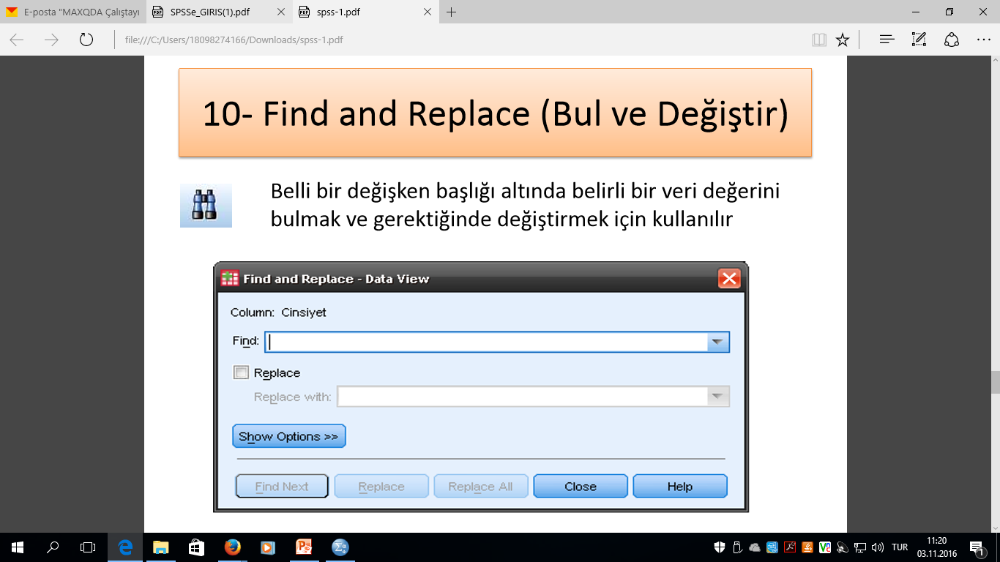 E-posta "MAXQDA Çalıştayı
SPSSe_GIRIS(1).pdf
spss-1.pdf
file:///C:/Users/18098274166/Downloads/spss-1.pdf
10- Find and Replace (Bul ve Değiştir)
Belli bir değişken başlığı altında belirli bir veri değerini
bulmak ve gerektiğinde değiştirmek için kullanılır
Find and Replace - Data View
Column: Cinsiyet
Find:
Replace
Replace with:
Show Options >>
Find Next Replace Replace All Close Help
TUR
11:20
03.11.2016
1